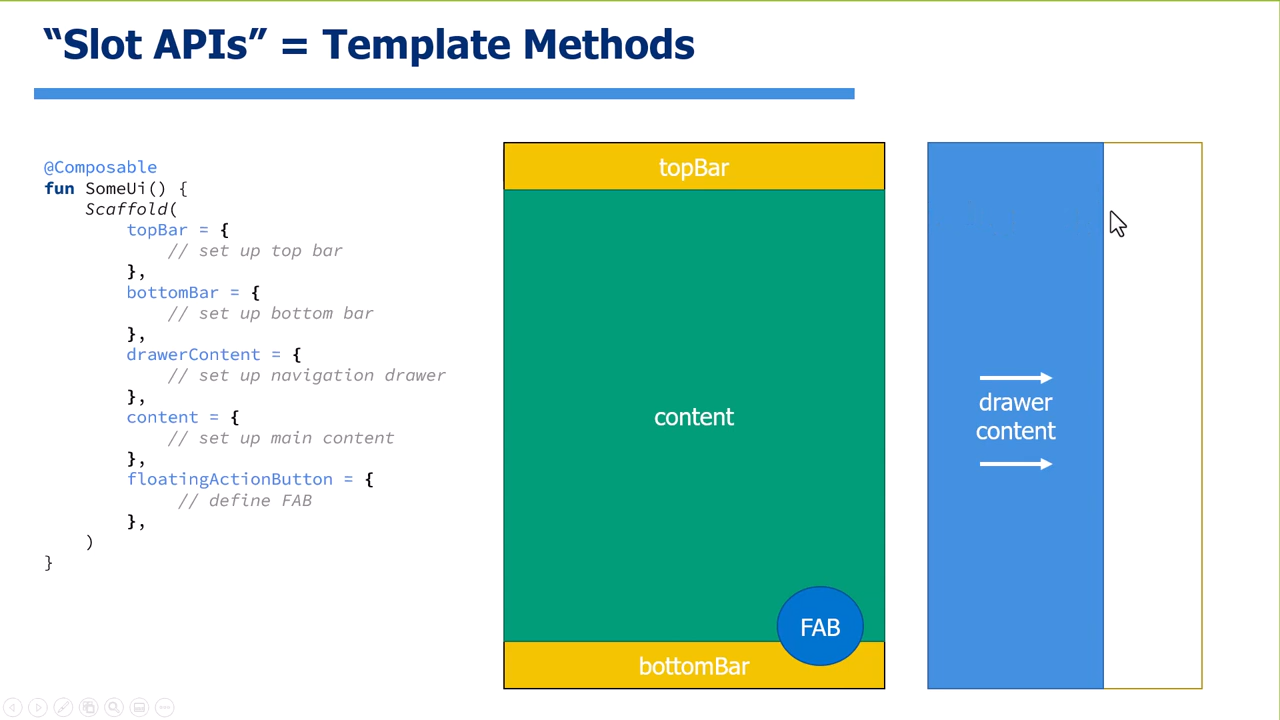 “Slot APIs” = Template Methods
@Composable
fun SomeUi() {
    Scaffold(
        topBar = {
            // set up top bar
        },
        bottomBar = {
            // set up bottom bar
        },
        drawerContent = {
            // set up navigation drawer
        },
        content = {
            // set up main content
        },
        floatingActionButton = {
             // define FAB
        },
    )
}
topBar
content
FAB
bottomBar
drawer
content